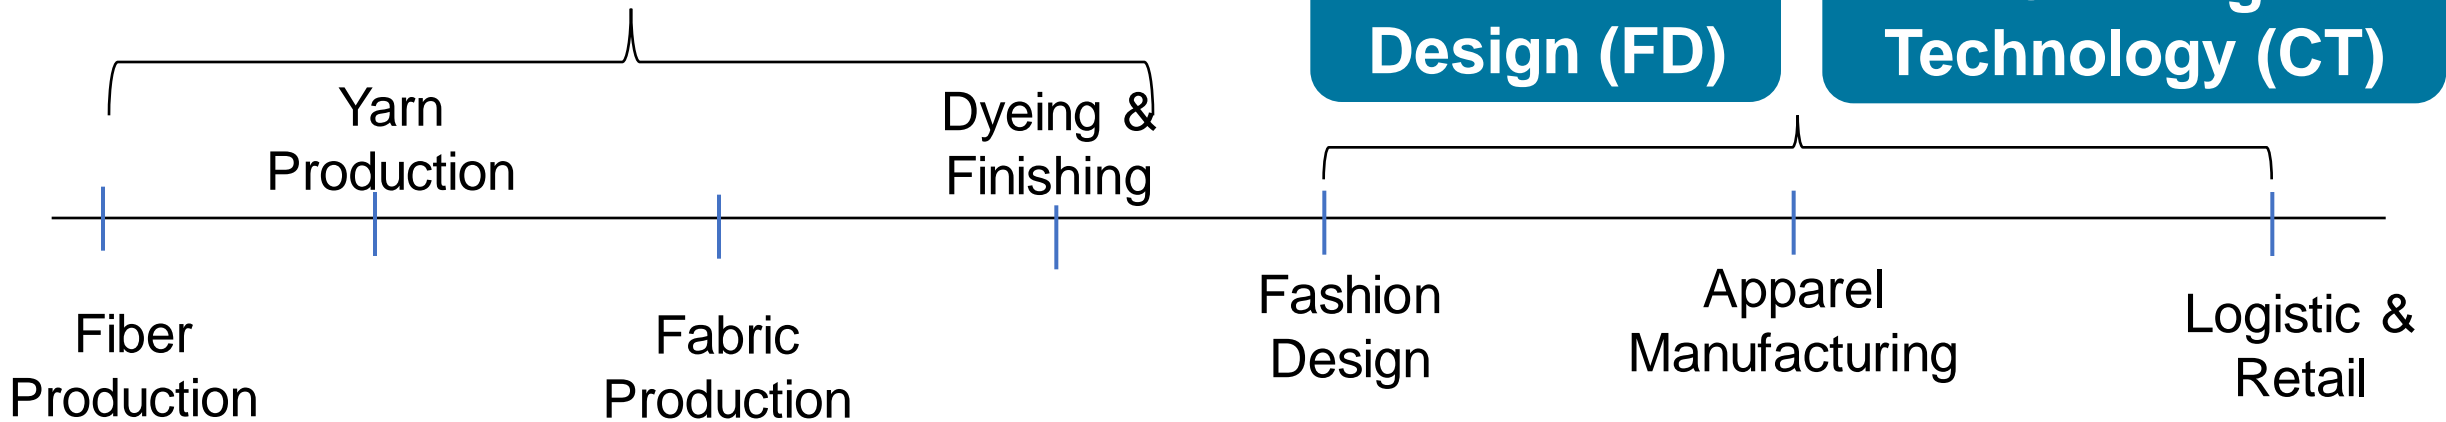 Design (FD)
Technology (CT)
Yarn
Production
Dyeing &
Finishing
Fiber
Production
Fabric
Production
Fashion
Design
Apparel
Manufacturing
Logistic &
Retail